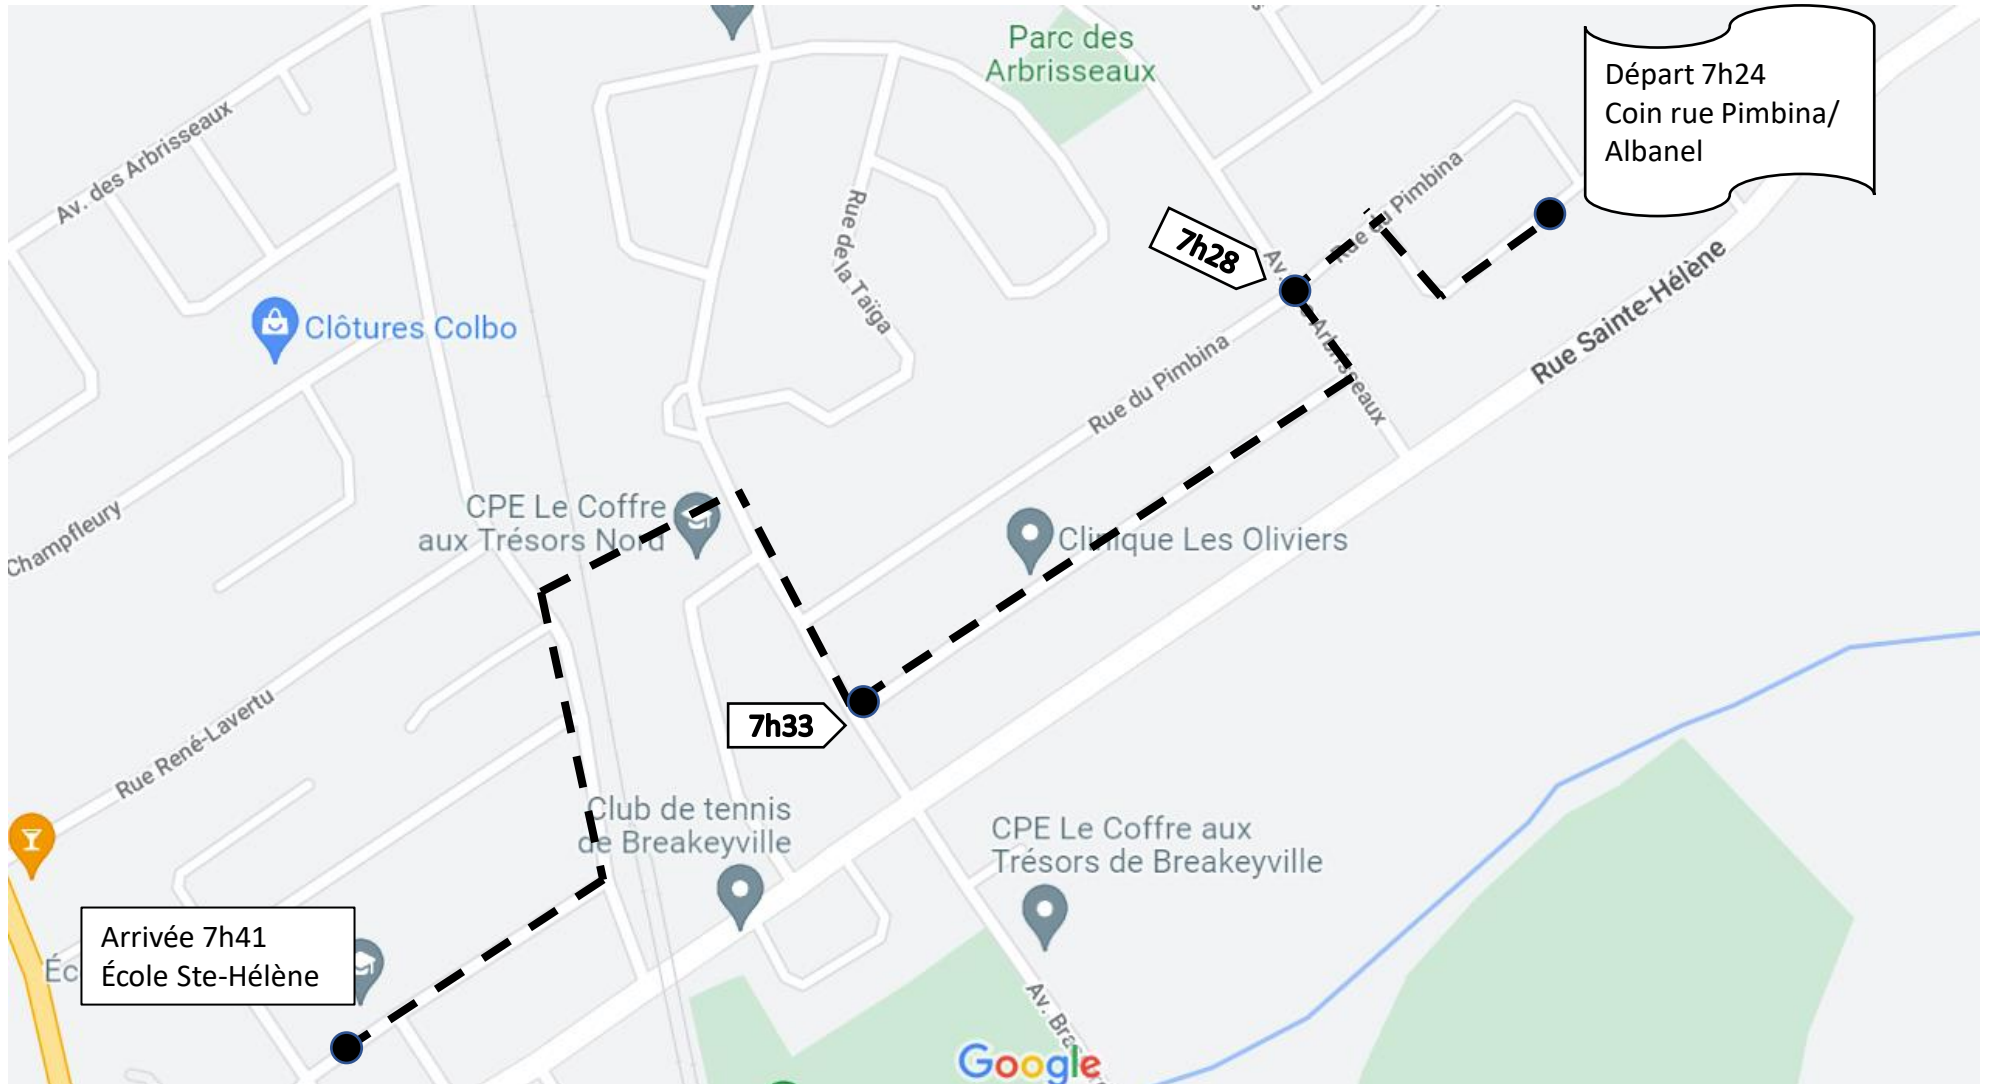 Parc des
Arbrisseaux
Départ 7h24
Coin rue Pimbina/
Albanel
Av. des Arbrisseaux
Rue du Pimbina
7h28
Rue de la Taïga
Rue Sainte-Hélène
Clôtures Colbo
Arbrisseaux
Rue du Pimbina
CPE Le Coffre
aux Trésors Nord
Clinique Les Oliviers
Champfleury
7h33
Rue René-Lavertu
Club de tennis
de Breakeyville
CPE Le Coffre aux
Trésors de Breakeyville
Arrivée 7h41
École Ste-Hélène
Av.
Google